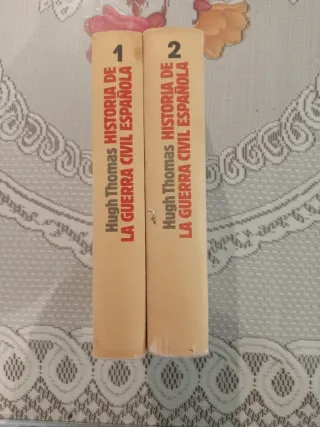 1
Hugh Thomas HISTORIA DE
LA GUERRA CIVIL ESPAÑOLA
2
Hugh Thomas HISTORIA DE
LA GUERRA CIVIL ESPAÑOLA